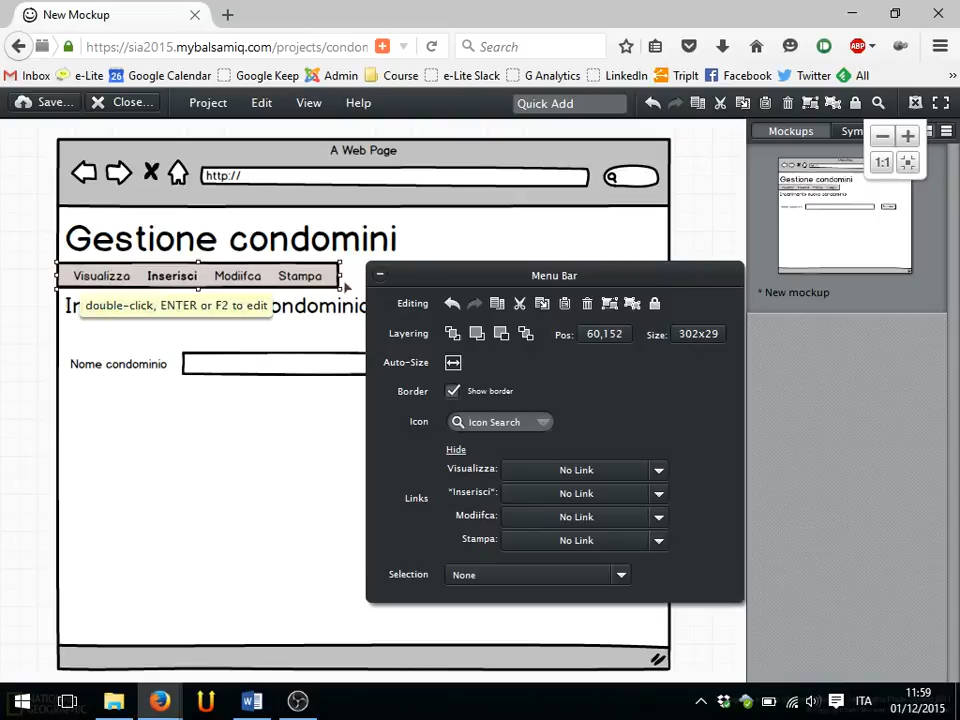 New Mockup
https://sia2015.mybalsamiq.com/projects/condon
Search
ABP
Inbox
e-Lite
26 Google Calendar
Google Keep
Admin
Course
e-Lite Slack
G Analytics
LinkedIn
TripIt
Facebook
Twitter
All
Save...
Close...
Project
Edit
View
Help
Quick Add
1:1
Mockups
Sym
A Web Page
http://
Gestione condomini
Visualizza
Inserisci
Modiifca
Stampa
double-click, ENTER or F2 to edit
Nome condominio
Menu Bar
Editing
Layering
Pos: 60,152
Size: 302x29
Auto-Size
Border
Show border
Icon
Icon Search
Hide
Links
Visualizza: No Link
*Inserisci*: No Link
Modiifca: No Link
Stampa: No Link
Selection
None
Gestione condomini
* New mockup
ITA
11:59
01/12/2015